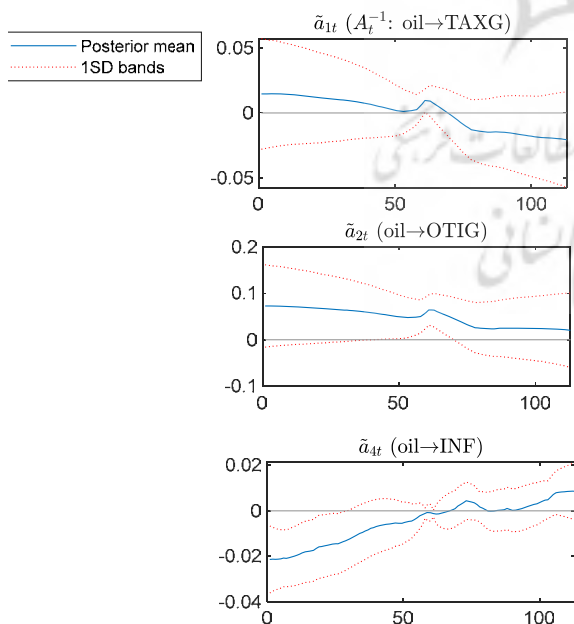 Posterior mean
1SD bands
ã₁ₜ (Aₜ⁻¹: oil→TAXG)
0.05
0
-0.05
0 50 100
ã₂ₜ (oil→OTIG)
0.2
0.1
0
-0.1
0 50 100
ã₄ₜ (oil→INF)
0.02
0
-0.02
-0.04
0 50 100